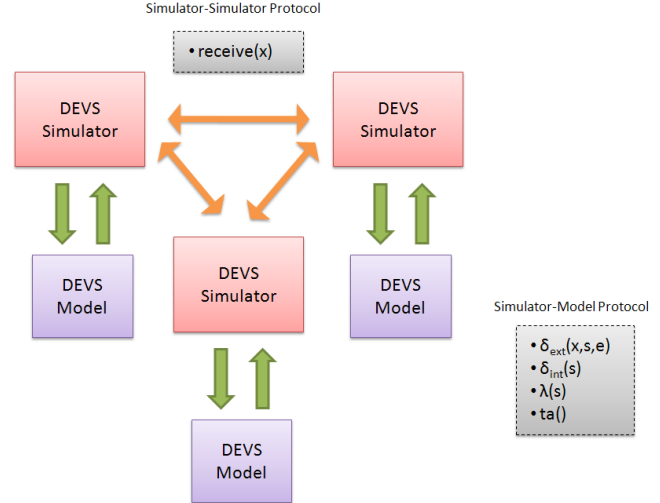 Simulator-Simulator Protocol
• receive(x)
DEVS
Simulator
DEVS
Simulator
DEVS
Model
DEVS
Simulator
DEVS
Model
Simulator-Model Protocol
• δext(x,s,e)
• δint(s)
• λ(s)
• ta()
DEVS
Model